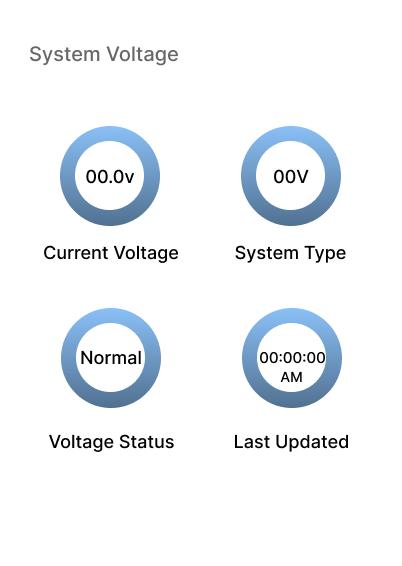 System Voltage
00.0v
00V
Current Voltage
System Type
Normal
00:00:00
AM
Voltage Status
Last Updated